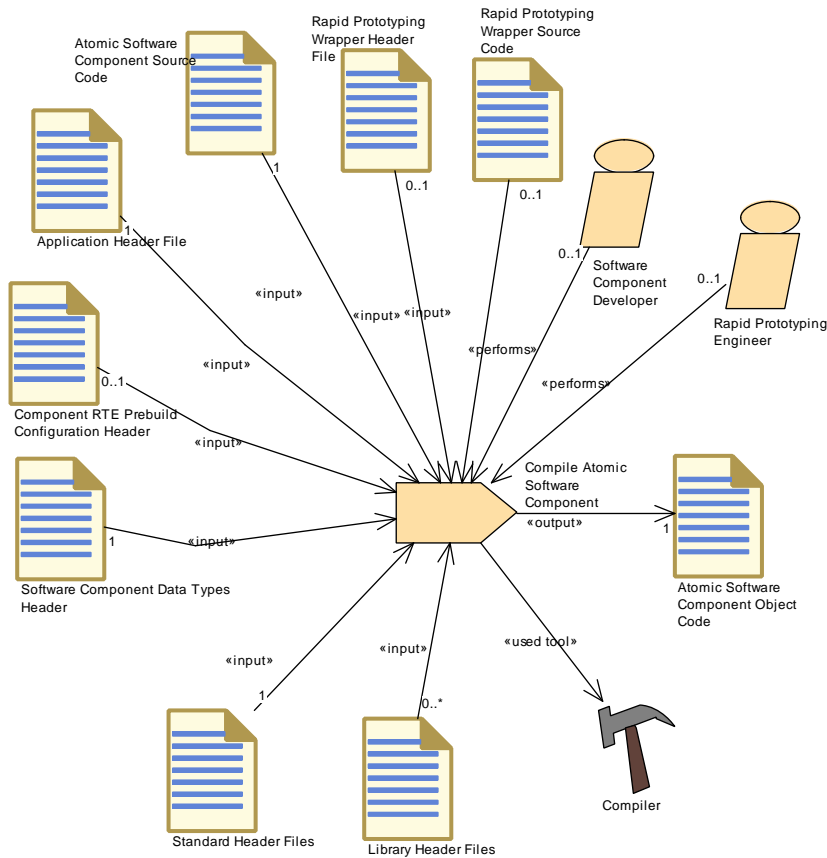 Rapid Prototyping
Wrapper Header
File
Rapid Prototyping
Wrapper Source
Code
Atomic Software
Component Source
Code
1
0..1
0..1
Application Header File
1
0..1
Software
Component
Developer
0..1
Rapid Prototyping
Engineer
«input»
«input»
«input»
«performs»
«input»
«performs»
0..1
Component RTE Prebuild
Configuration Header
«input»
Compile Atomic
Software
Component
«output»
1
1
«input»
Software Component Data Types
Header
Atomic Software
Component Object
Code
«used tool»
«input»
«input»
1
0..*
Standard Header Files
Library Header Files
Compiler